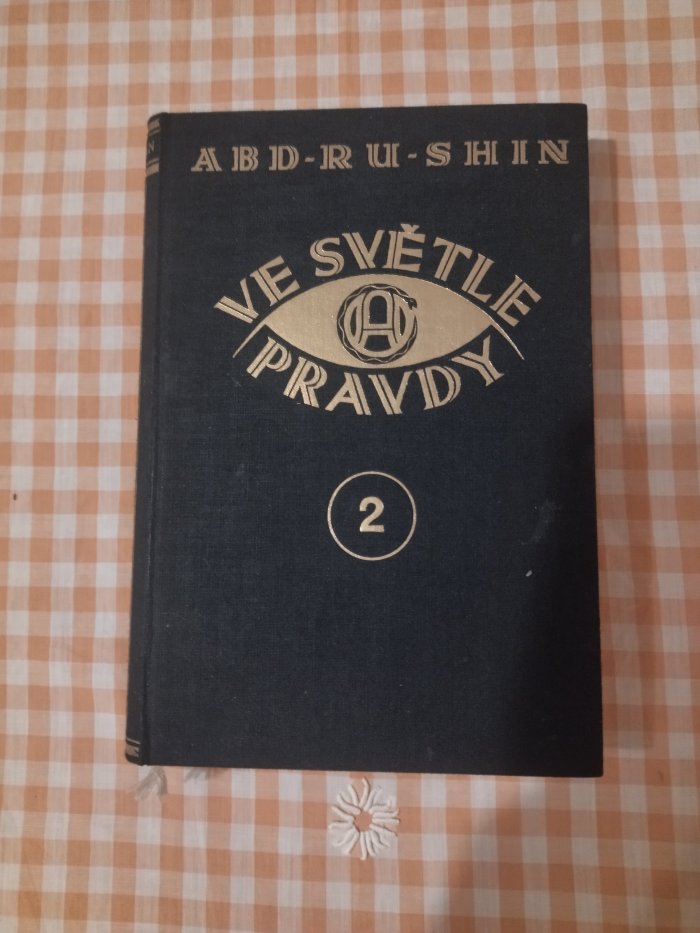 ABD-RU-SHIN
VE SVĚTLE
PRAVDY
2
N